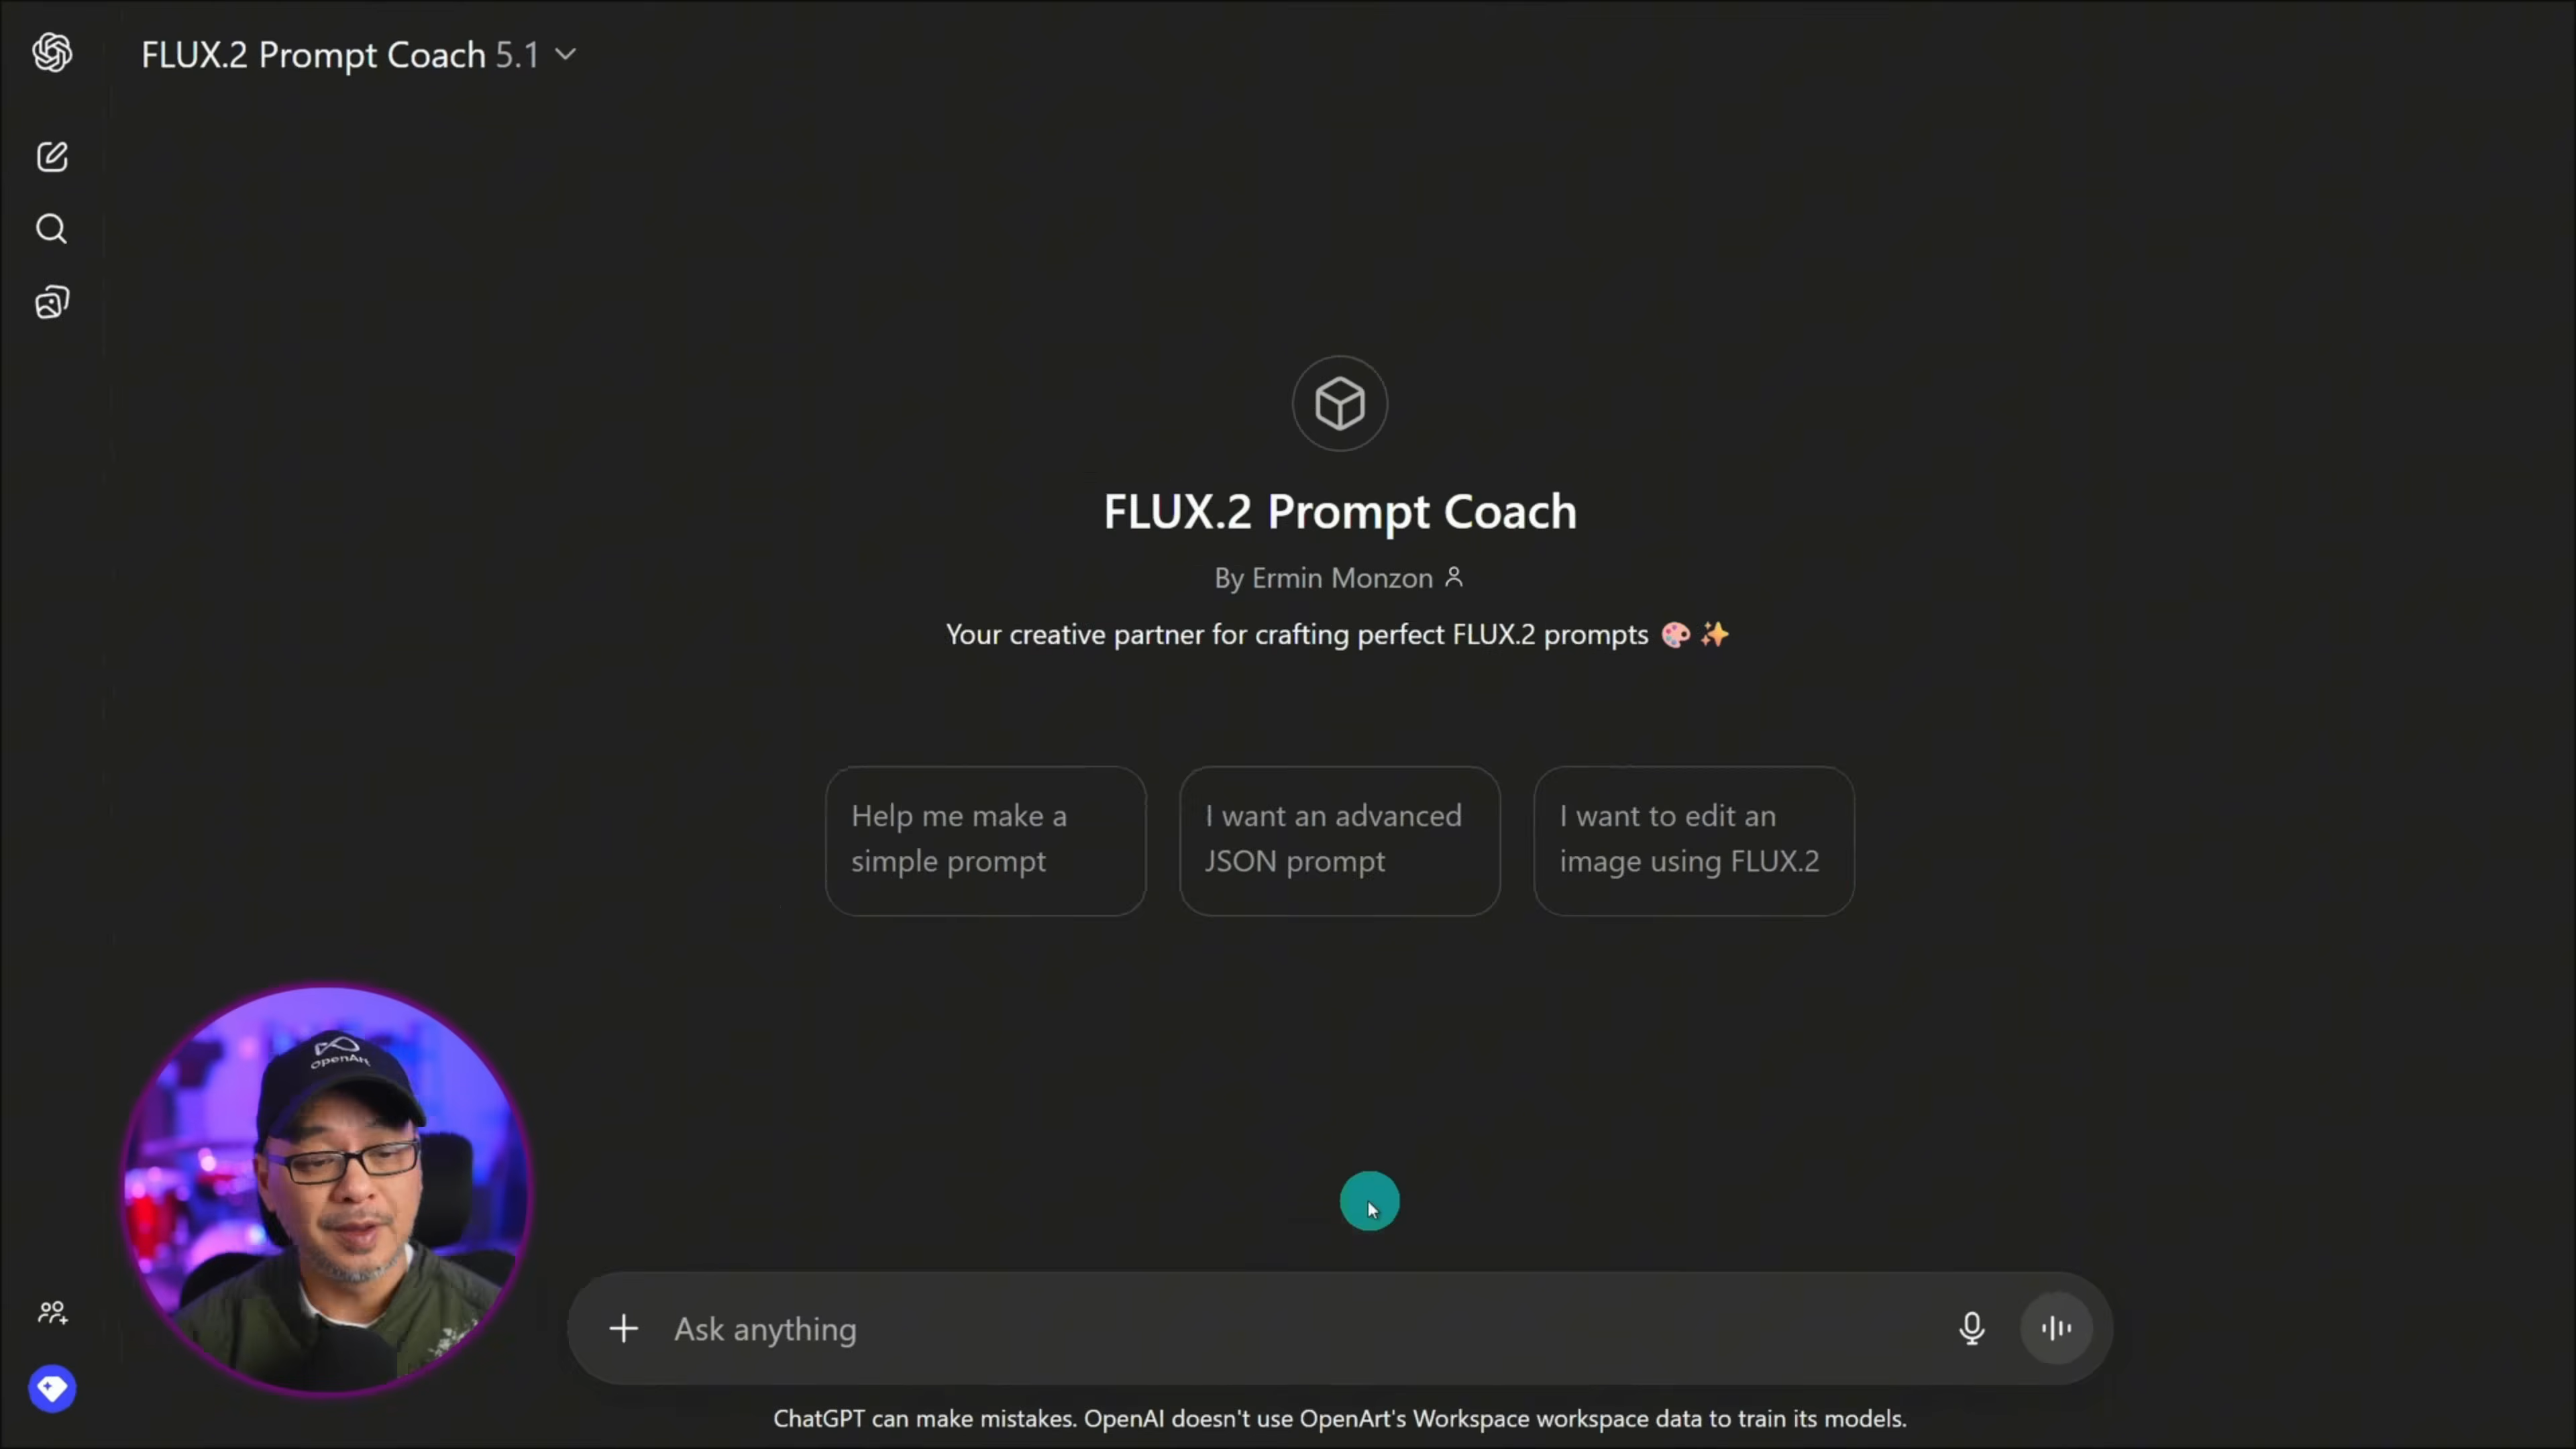 FLUX.2 Prompt Coach 5.1
FLUX.2 Prompt Coach
By Ermin Monzon
Your creative partner for crafting perfect FLUX.2 prompts 🎨 ✨
Help me make a
simple prompt
I want an advanced
JSON prompt
I want to edit an
image using FLUX.2
OpenArt
Ask anything
ChatGPT can make mistakes. OpenAI doesn't use OpenArt's Workspace workspace data to train its models.